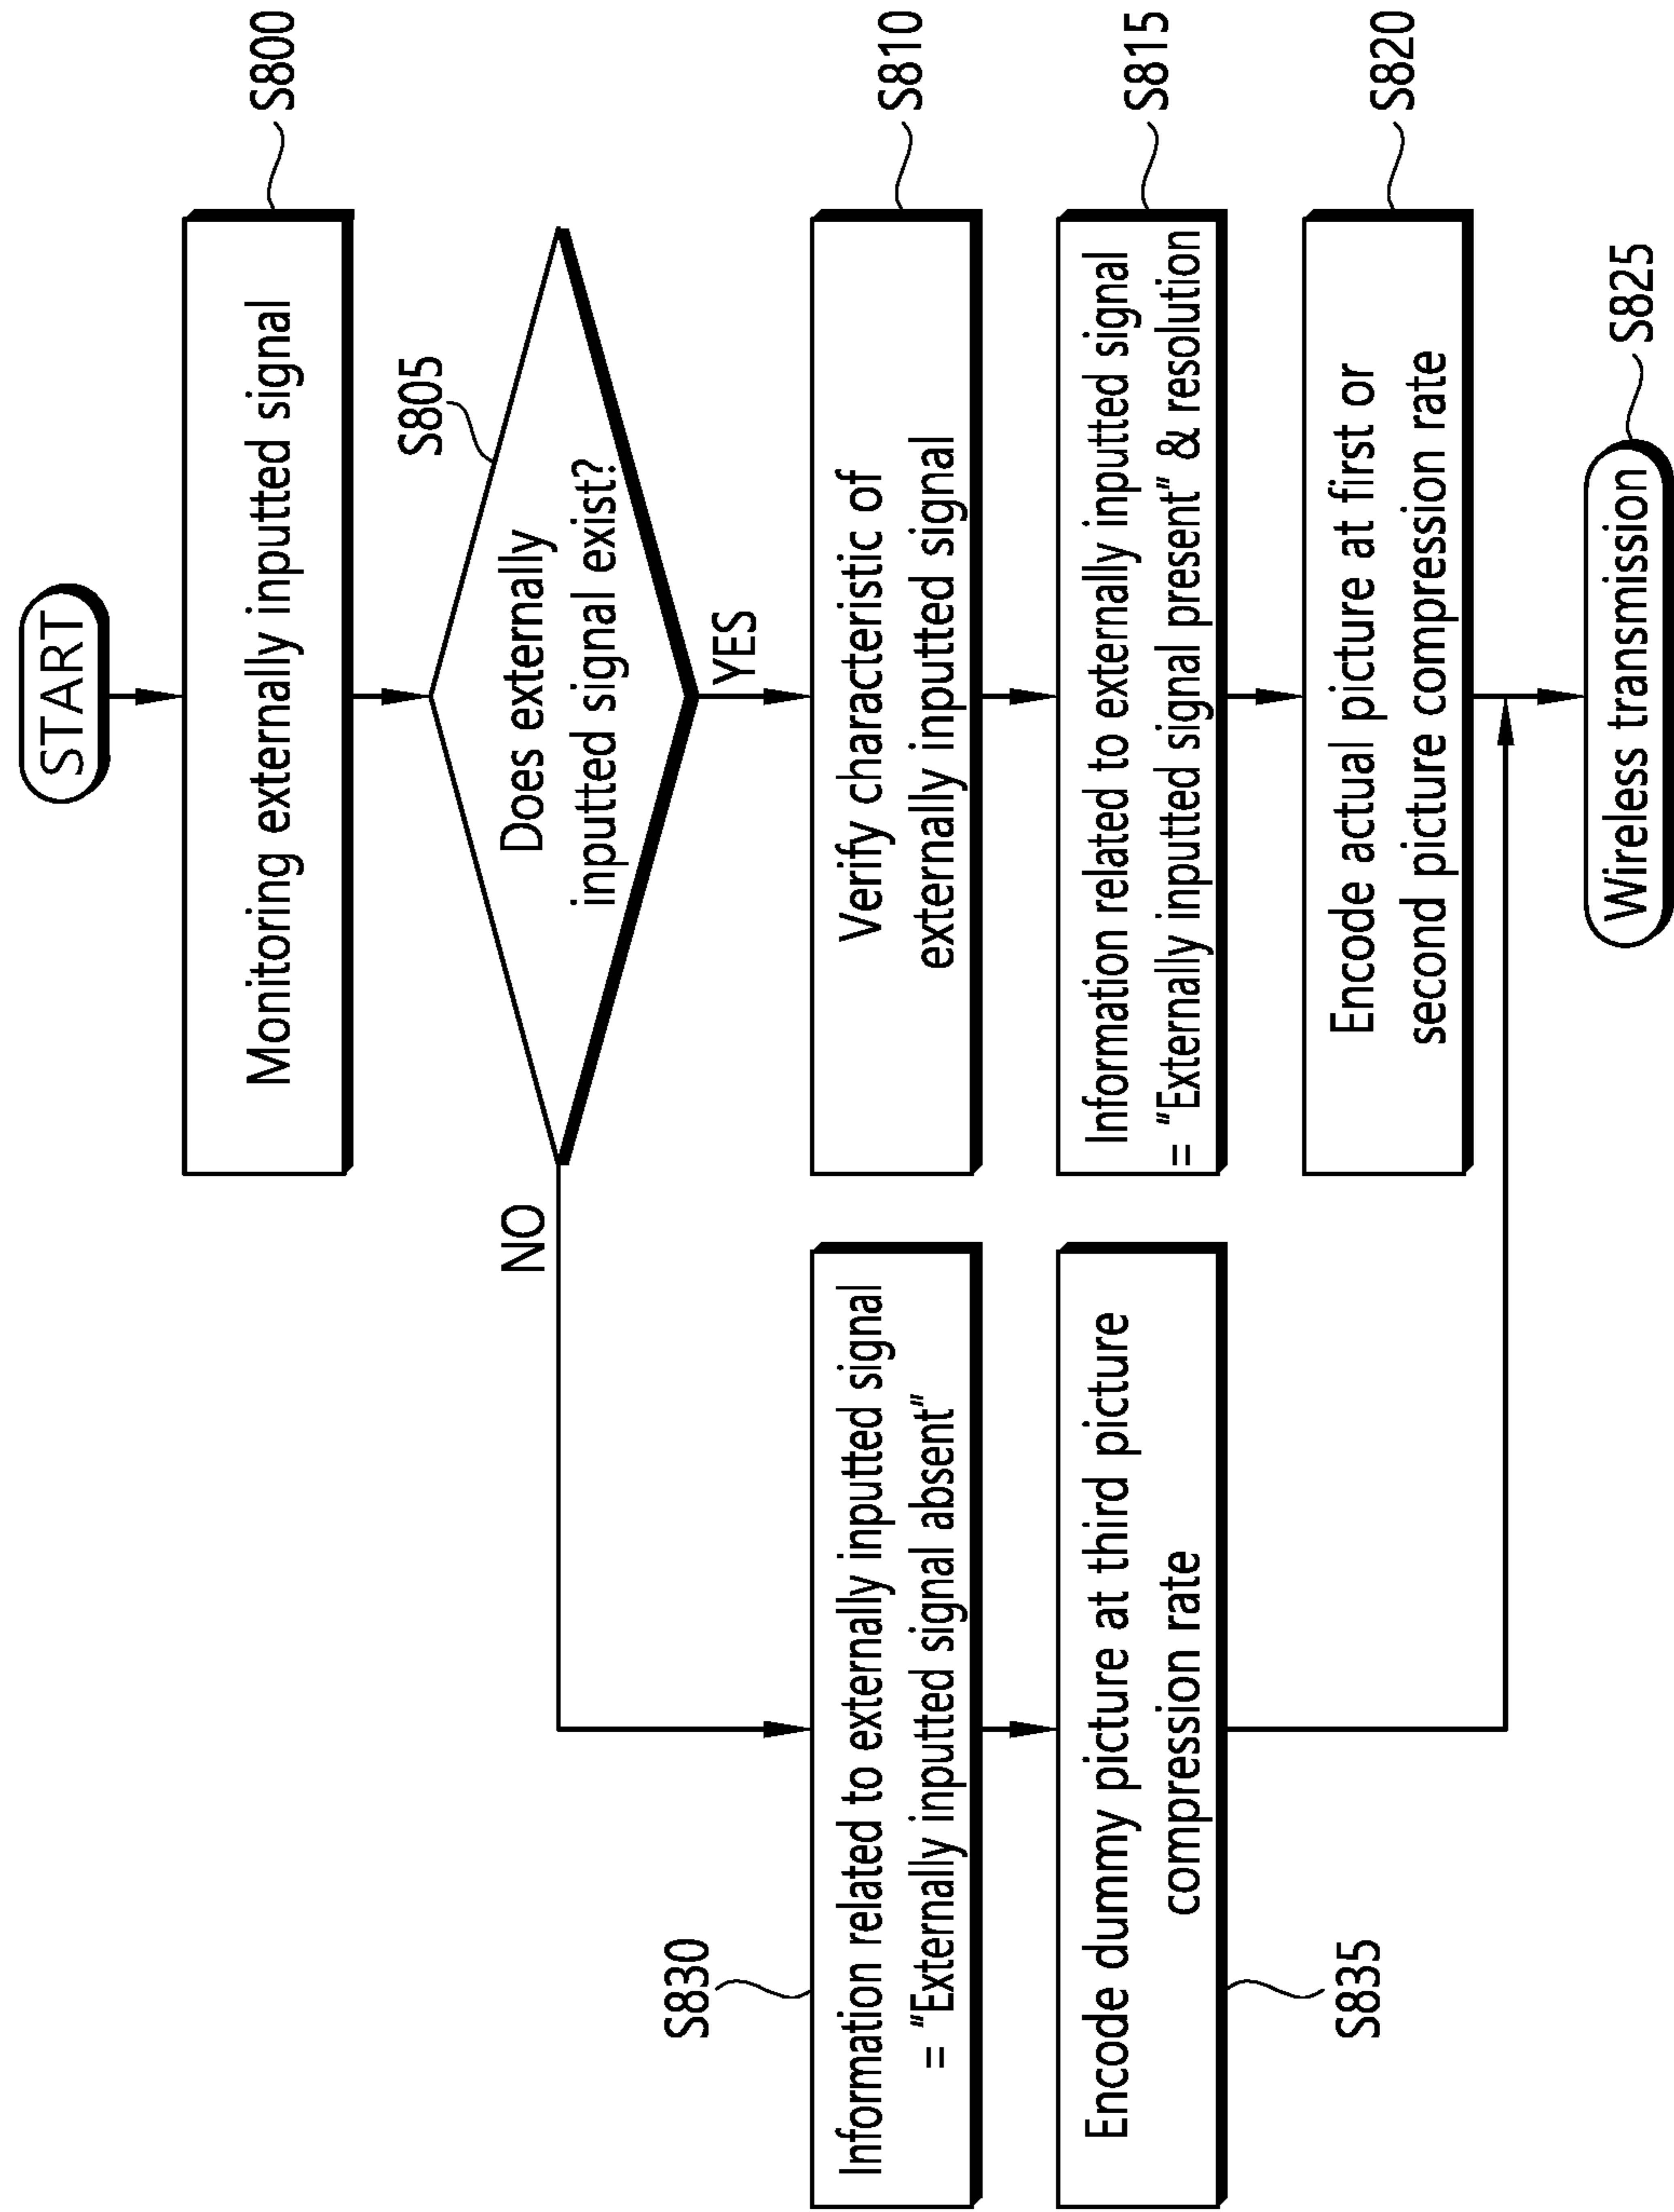 START
Monitoring externally inputted signal
S800
S805
Does externally
inputted signal exist?
NO
YES
Verify characteristic of
externally inputted signal
S810
Information related to externally inputted signal
= "Externally inputted signal present" & resolution
S815
Encode actual picture at first or
second picture compression rate
S820
Wireless transmission
S825
S830
Information related to externally inputted signal
= "Externally inputted signal absent"
Encode dummy picture at third picture
compression rate
S835